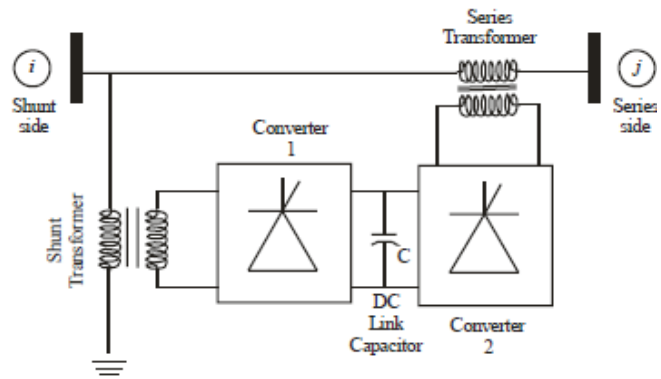 Series
Transformer
i
Shunt
side
j
Series
side
Converter
1
Shunt
Transformer
C
DC
Link
Capacitor
Converter
2